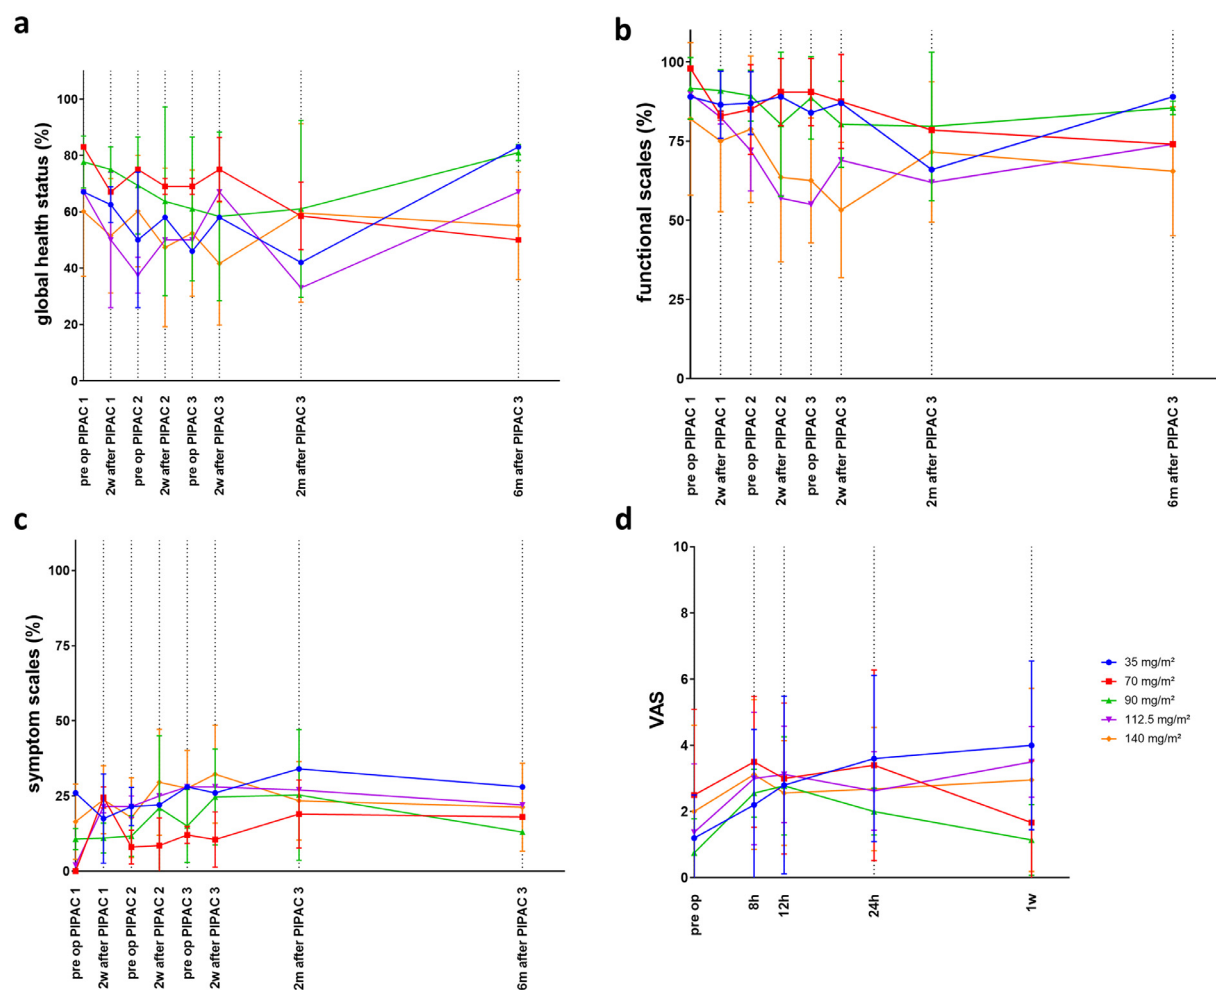 a
global health status (%)
100
80
60
40
20
0
pre op PIPAC 1
2w after PIPAC 1
pre op PIPAC 2
2w after PIPAC 2
pre op PIPAC 3
2w after PIPAC 3
2m after PIPAC 3
6m after PIPAC 3
b
functional scales (%)
100
75
50
25
0
pre op PIPAC 1
2w after PIPAC 1
pre op PIPAC 2
2w after PIPAC 2
pre op PIPAC 3
2w after PIPAC 3
2m after PIPAC 3
6m after PIPAC 3
c
symptom scales (%)
100
75
50
25
0
pre op PIPAC 1
2w after PIPAC 1
pre op PIPAC 2
2w after PIPAC 2
pre op PIPAC 3
2w after PIPAC 3
2m after PIPAC 3
6m after PIPAC 3
d
VAS
10
8
6
4
2
0
pre op
8h
12h
24h
1w
35 mg/m²
70 mg/m²
90 mg/m²
112.5 mg/m²
140 mg/m²